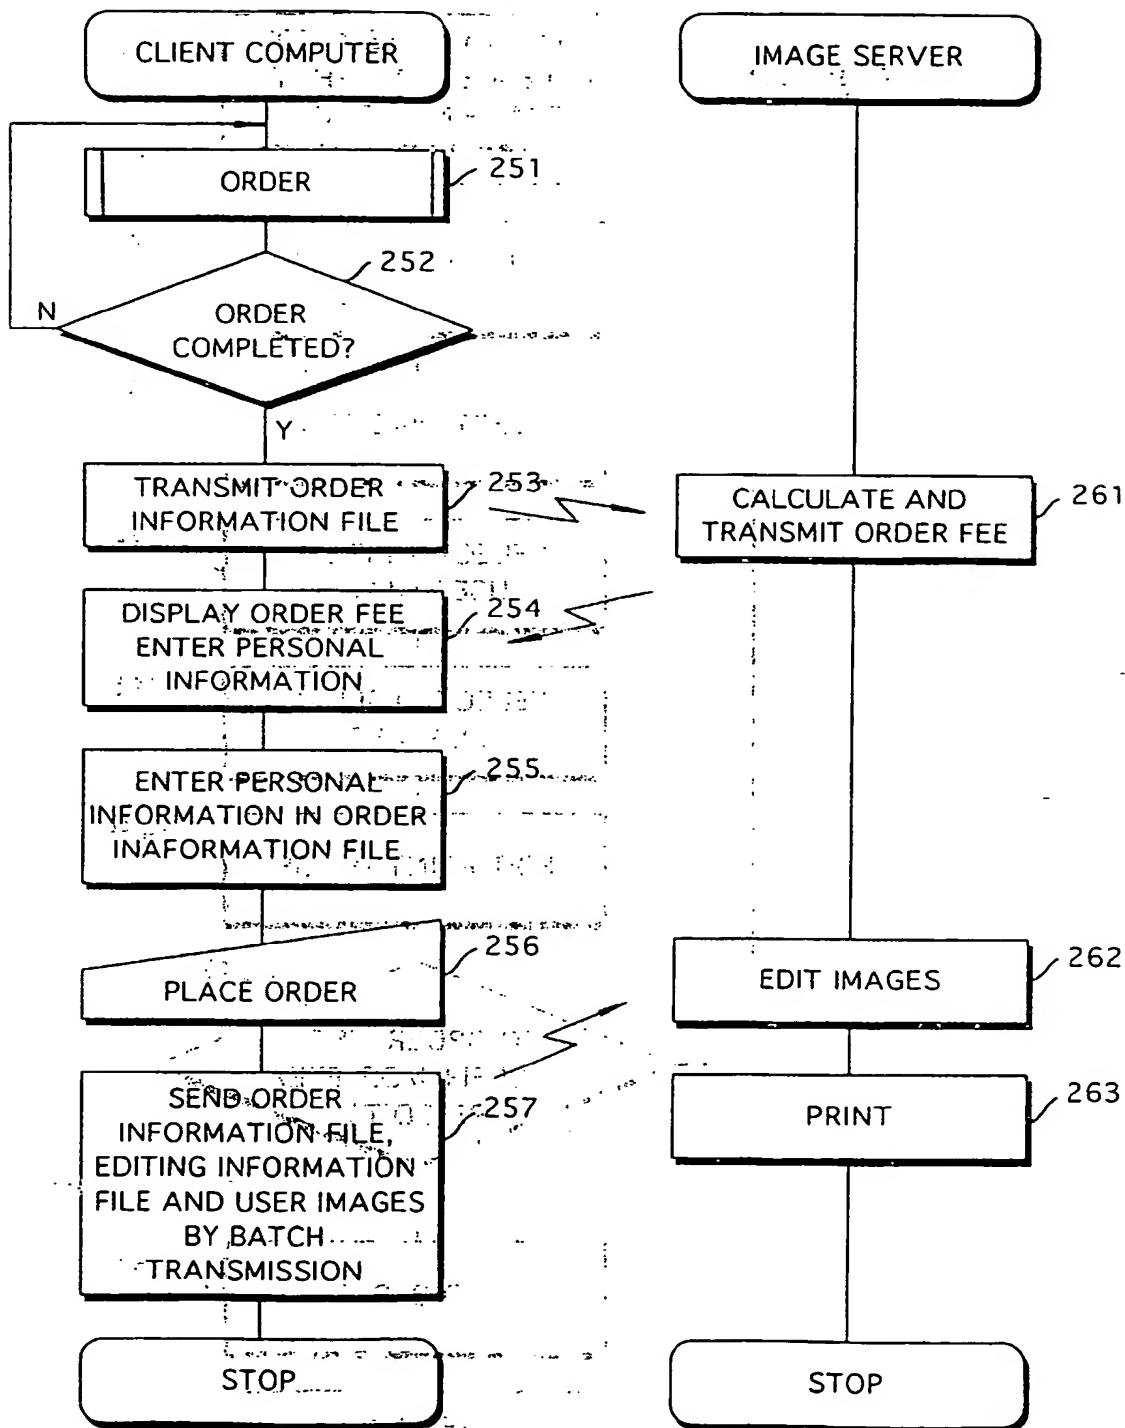 CLIENT COMPUTER
IMAGE SERVER
ORDER
251
252
ORDER
COMPLETED?
N
Y
TRANSMIT ORDER
INFORMATION FILE
253
CALCULATE AND
TRANSMIT ORDER FEE
261
DISPLAY ORDER FEE
ENTER PERSONAL
INFORMATION
254
ENTER PERSONAL
INFORMATION IN ORDER
INAFORMATION FILE
255
PLACE ORDER
256
EDIT IMAGES
262
SEND ORDER
INFORMATION FILE,
EDITING INFORMATION
FILE AND USER IMAGES
BY BATCH
TRANSMISSION
257
PRINT
263
STOP
STOP